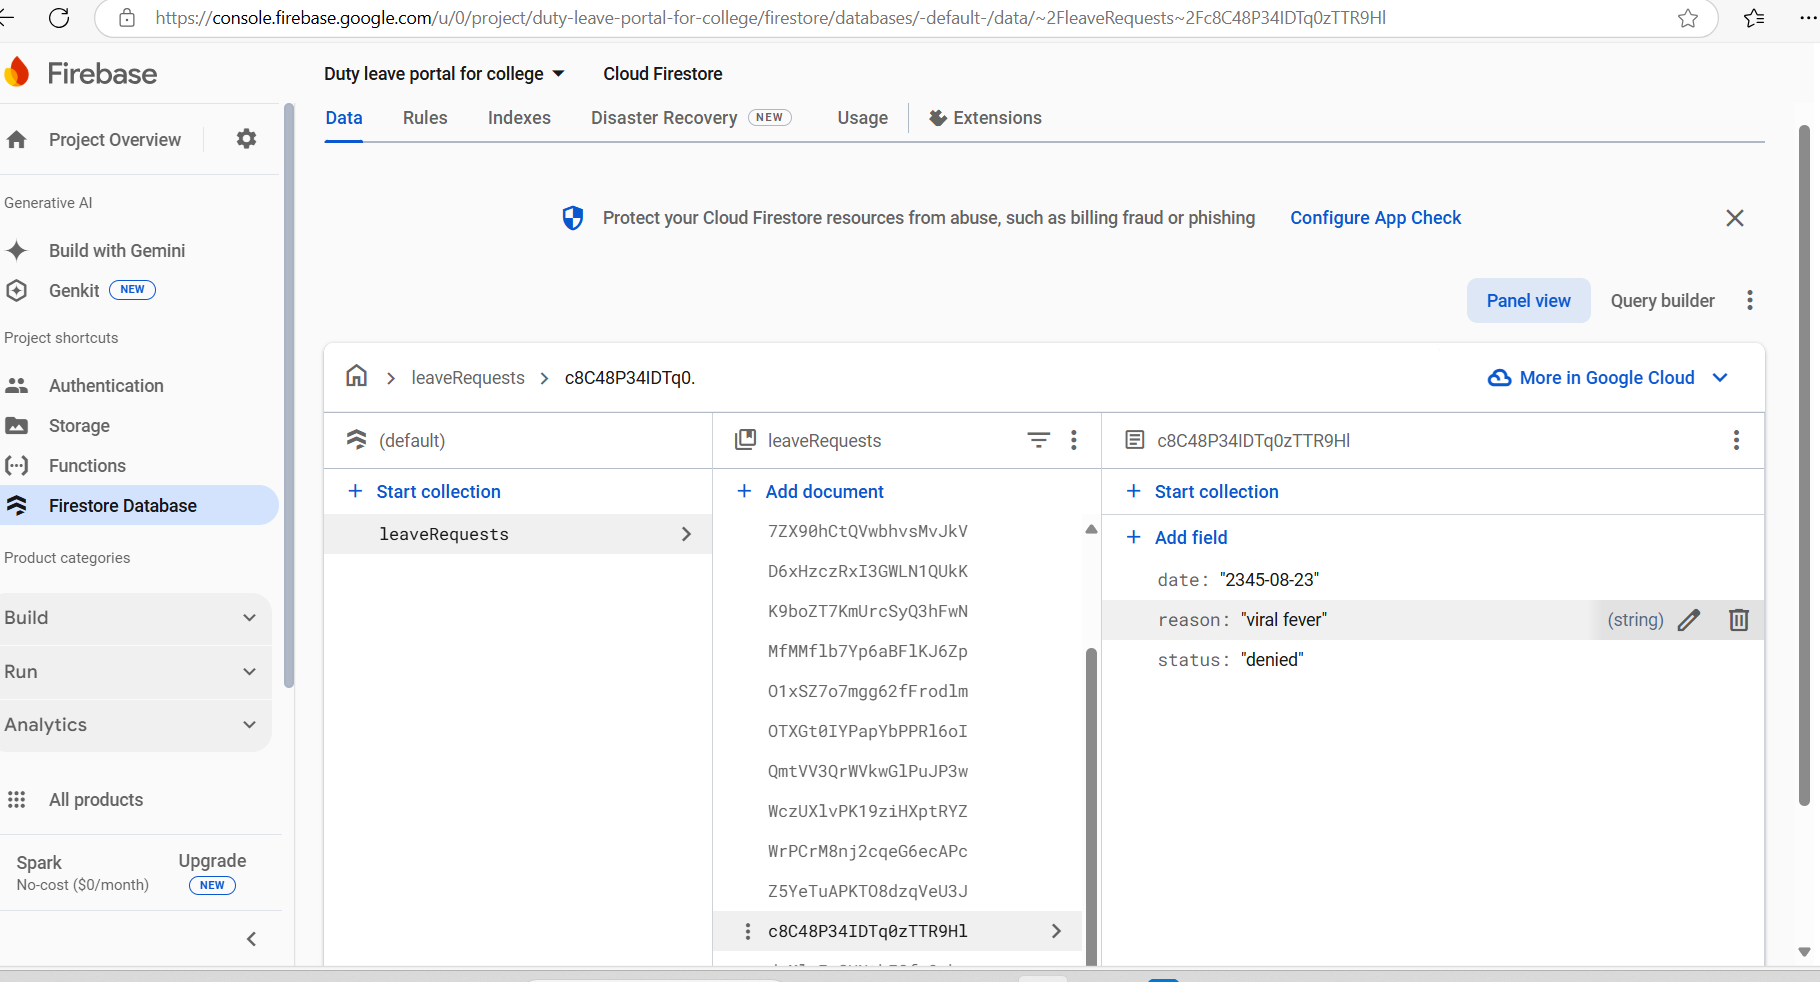 https://console.firebase.google.com/u/0/project/duty-leave-portal-for-college/firestore/databases/-default-/data/~2FleaveRequests~2Fc8C48P34IDTq0zTTR9Hl
Firebase
Duty leave portal for college
Cloud Firestore
Data
Rules
Indexes
Disaster Recovery NEW
Usage
Extensions
Project Overview
Generative AI
Build with Gemini
Genkit NEW
Project shortcuts
Authentication
Storage
Functions
Firestore Database
Product categories
Build
Run
Analytics
All products
Spark
No-cost ($0/month)
Upgrade
NEW
Protect your Cloud Firestore resources from abuse, such as billing fraud or phishing
Configure App Check
Panel view
Query builder
leaveRequests
c8C48P34IDTq0.
More in Google Cloud
(default)
Start collection
leaveRequests
leaveRequests
Add document
7ZX90hCtQVwbhvsMvJkV
D6xHzczRxI3GWLN1QUkK
K9boZT7KmUrcSyQ3hFwN
MfMMflb7Yp6aBFlKJ6Zp
O1xSZ7o7mgg62fFrodlm
OTXGt0IYPapYbPPRl6oI
QmtVV3QrWVkwGlPuJP3w
WczUXlvPK19ziHXptRYZ
WrPCrM8nj2cqeG6ecAPc
Z5YeTuAPKTO8dzqVeU3J
c8C48P34IDTq0zTTR9Hl
c8C48P34IDTq0zTTR9Hl
Start collection
Add field
date: "2345-08-23"
reason: "viral fever" (string)
status: "denied"